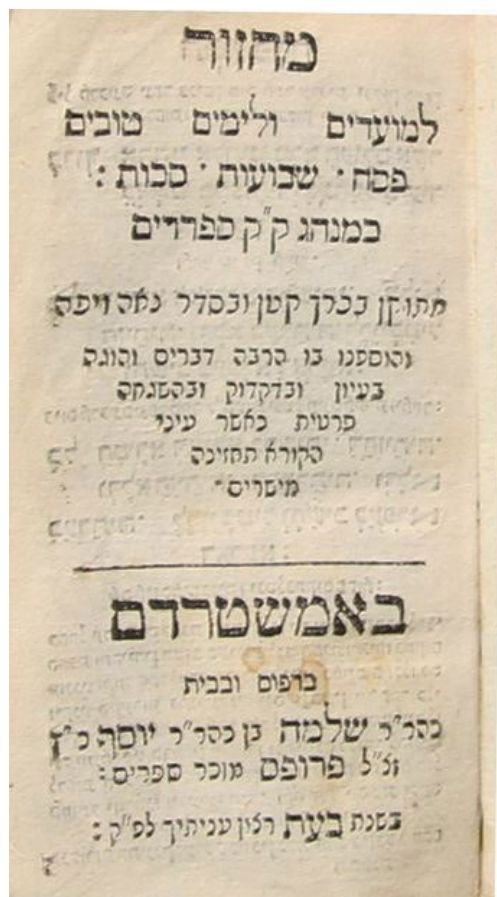 מחזור
למועדים ולימים טובים
פסח · שבועות · סכות :
כמנהג ק"ק ספרדים
מתוקן בכרך קטן ובסדר נאה ויפה
והוספנו בו הרבה דברים והוגה
בעיון ובדקדוק ובהשגחה
פרטית כאשר עיני
הקורא תחזינה
מישרים·
באמשטרדם
בדפוס ובבית
כהר"ר שלמה בן כהר"ר יוסף כ"ץ
ז"ל פרופס מוכר ספרים :
בשנת בעת רצון עניתיך לפ"ק :